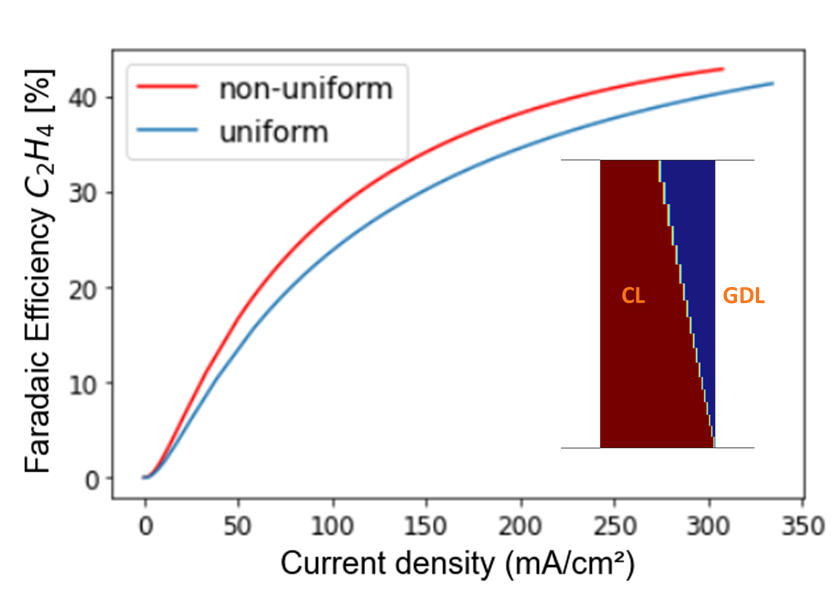 Faradaic Efficiency C₂H₄ [%]
non-uniform
uniform
40
30
20
10
0
CL
GDL
0 50 100 150 200 250 300 350
Current density (mA/cm²)